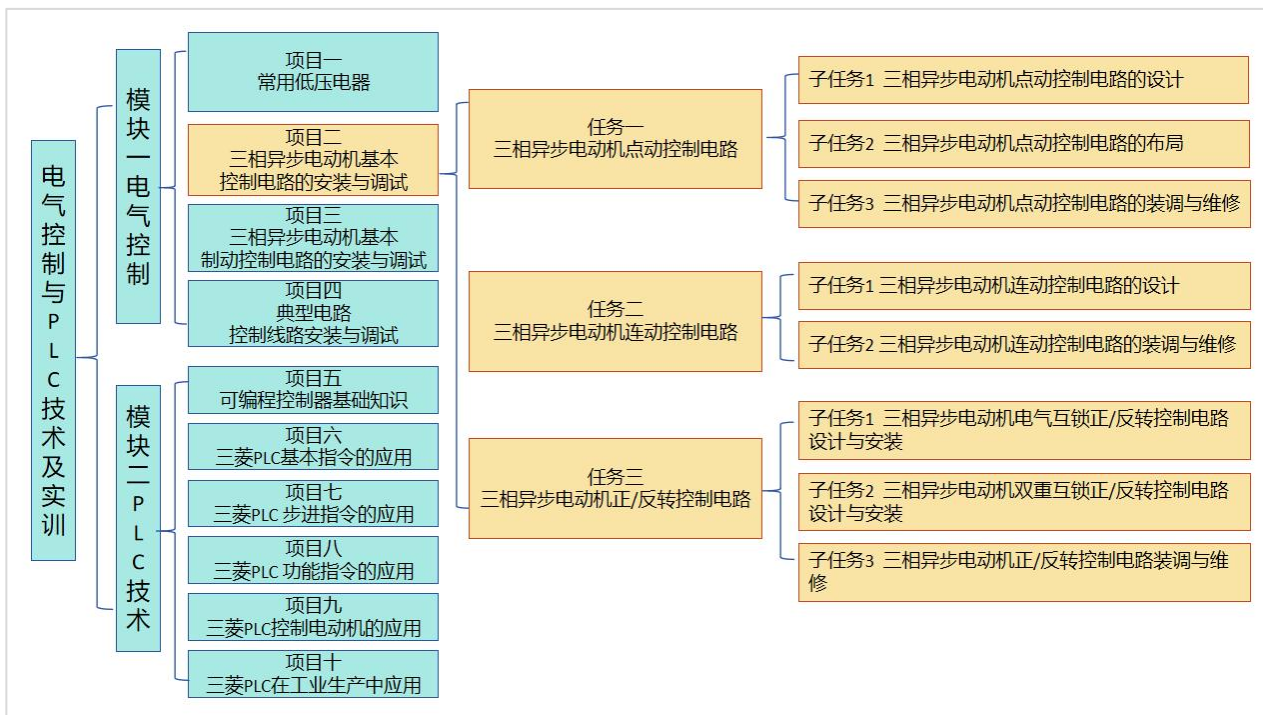 电气控制与PLC技术及实训
模块一电气控制
项目一
常用低压电器
项目二
三相异步电动机基本
控制电路的安装与调试
项目三
三相异步电动机基本
制动控制电路的安装与调试
项目四
典型电路
控制线路安装与调试
模块二PLC技术
项目五
可编程控制器基础知识
项目六
三菱PLC基本指令的应用
项目七
三菱PLC 步进指令的应用
项目八
三菱PLC 功能指令的应用
项目九
三菱PLC控制电动机的应用
项目十
三菱PLC在工业生产中应用
任务一
三相异步电动机点动控制电路
子任务1 三相异步电动机点动控制电路的设计
子任务2 三相异步电动机点动控制电路的布局
子任务3 三相异步电动机点动控制电路的装调与维修
任务二
三相异步电动机连动控制电路
子任务1 三相异步电动机连动控制电路的设计
子任务2 三相异步电动机连动控制电路的装调与维修
任务三
三相异步电动机正/反转控制电路
子任务1 三相异步电动机电气互锁正/反转控制电路
设计与安装
子任务2 三相异步电动机双重互锁正/反转控制电路
设计与安装
子任务3 三相异步电动机正/反转控制电路装调与维
修